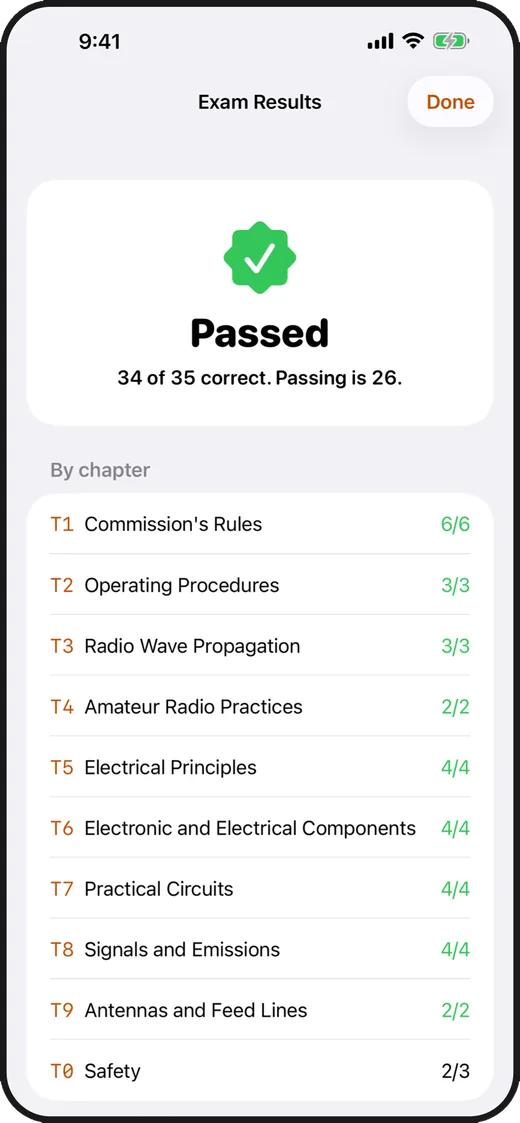 9:41
Exam Results
Done
Passed
34 of 35 correct. Passing is 26.
By chapter
T1 Commission's Rules 6/6
T2 Operating Procedures 3/3
T3 Radio Wave Propagation 3/3
T4 Amateur Radio Practices 2/2
T5 Electrical Principles 4/4
T6 Electronic and Electrical Components 4/4
T7 Practical Circuits 4/4
T8 Signals and Emissions 4/4
T9 Antennas and Feed Lines 2/2
T0 Safety 2/3